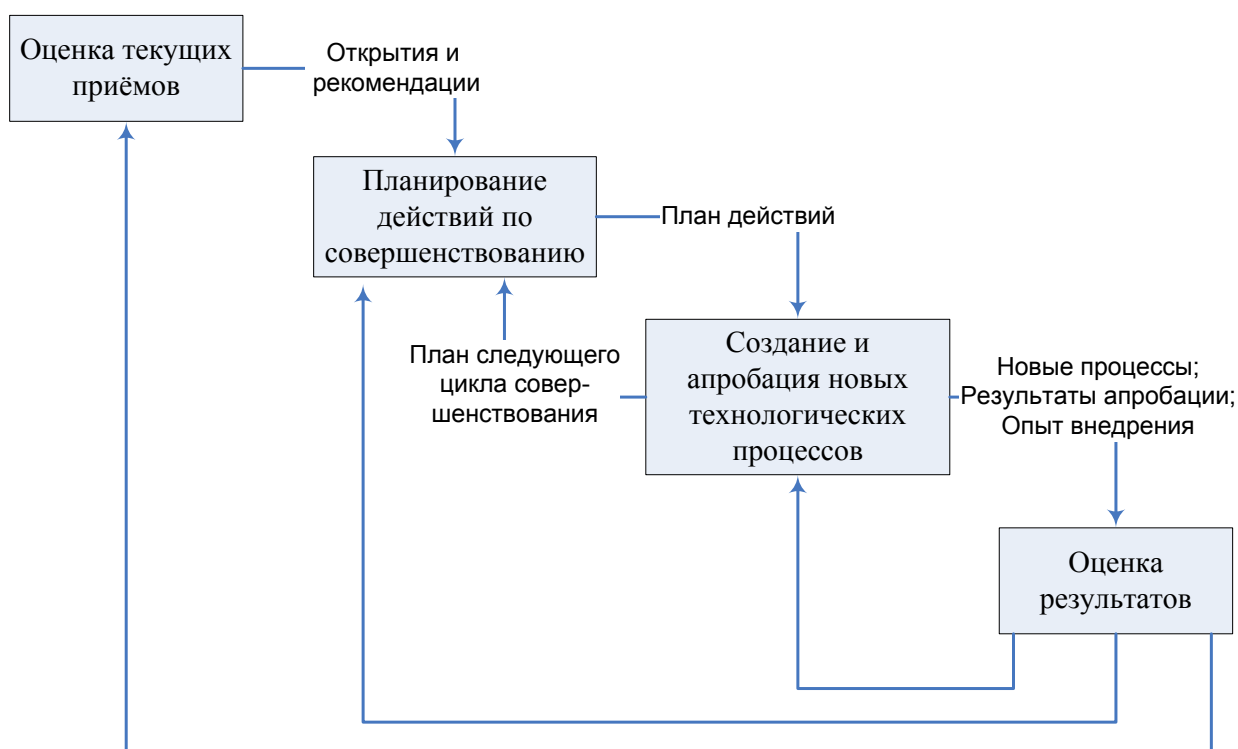 Оценка текущих
приёмов
Открытия и
рекомендации
Планирование
действий по
совершенствованию
План действий
План следующего
цикла совер-
шенствования
Создание и
апробация новых
технологических
процессов
Новые процессы;
Результаты апробации;
Опыт внедрения
Оценка
результатов